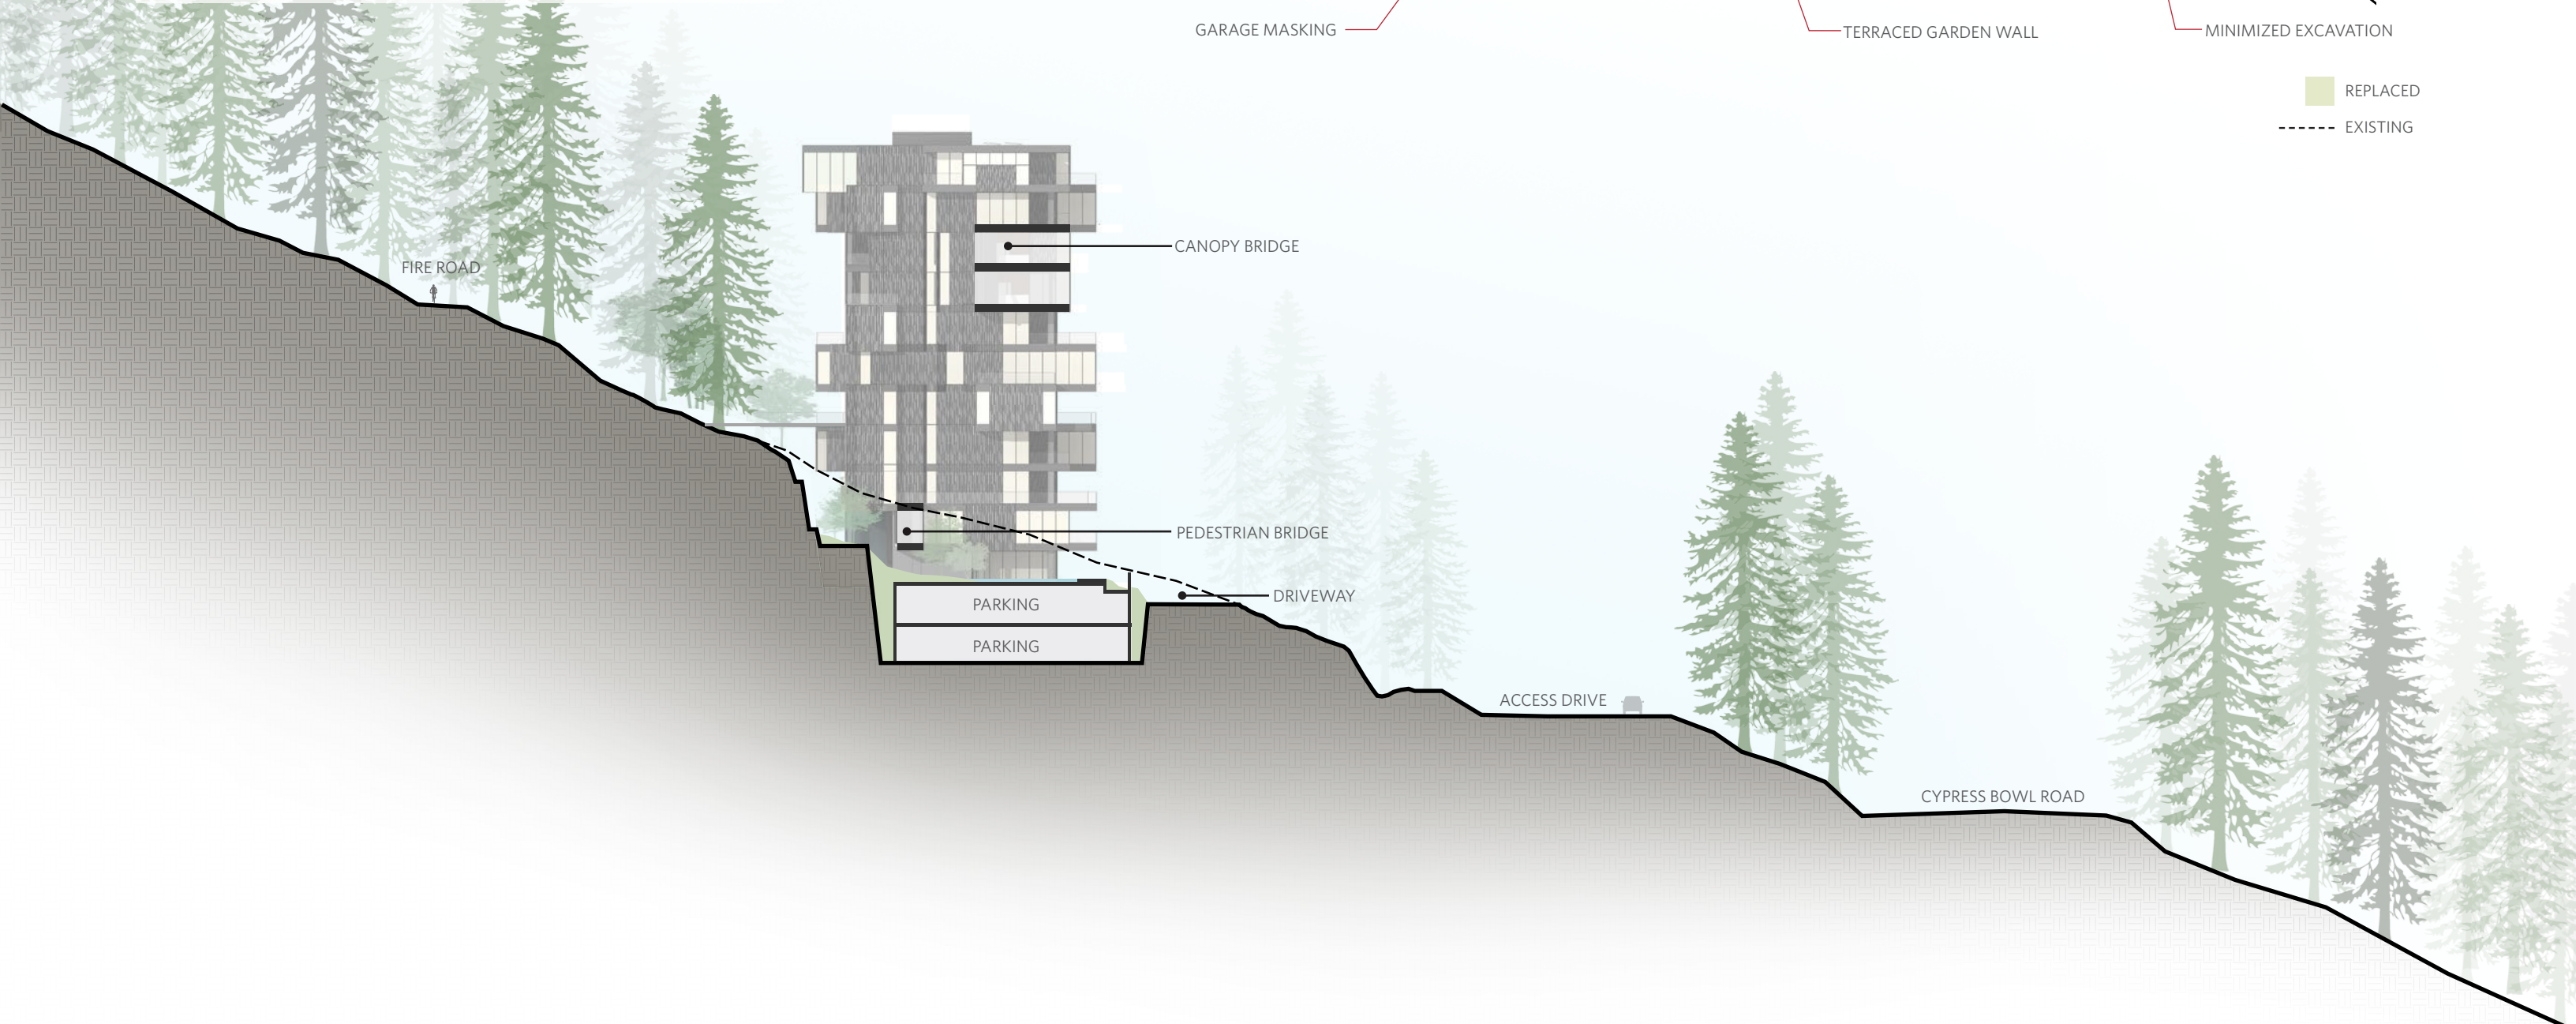 GARAGE MASKING
TERRACED GARDEN WALL
MINIMIZED EXCAVATION
REPLACED
EXISTING
CANOPY BRIDGE
FIRE ROAD
PEDESTRIAN BRIDGE
DRIVEWAY
PARKING
PARKING
ACCESS DRIVE
CYPRESS BOWL ROAD